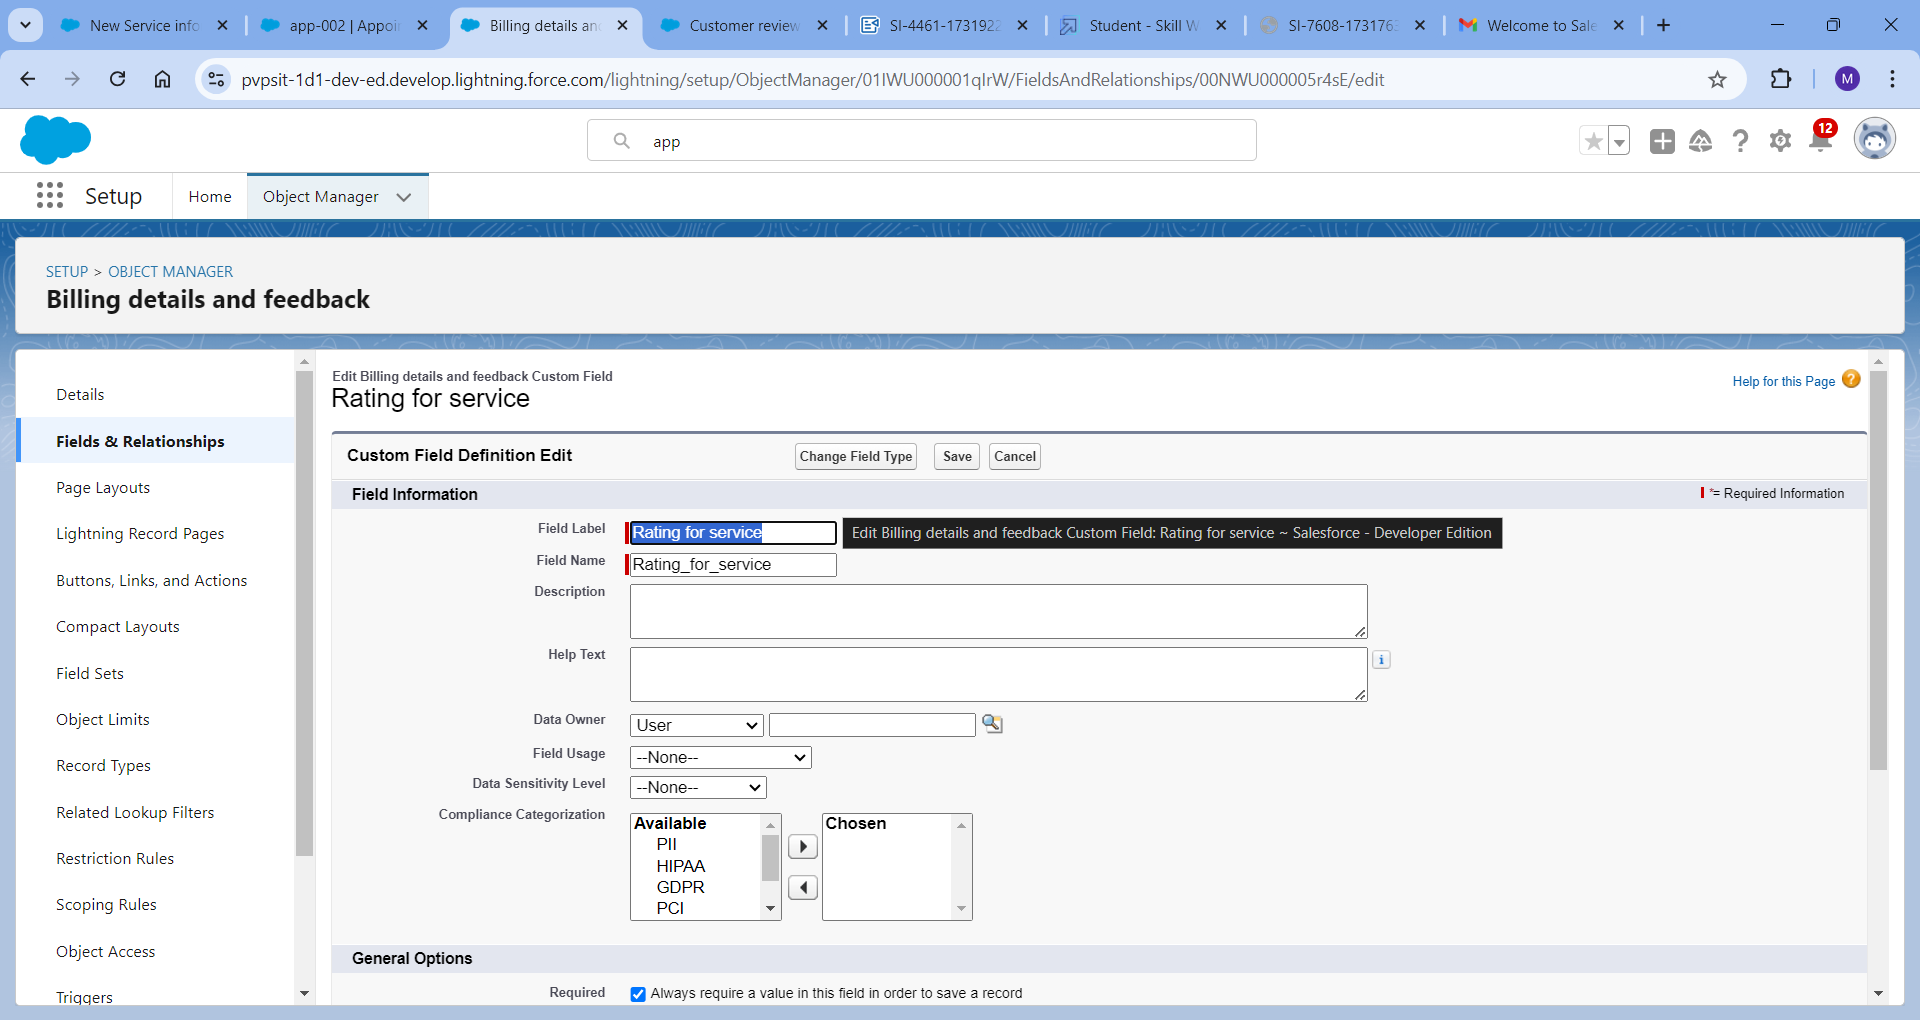 New Service info
app-002 | Appoi
Billing details an
Customer review
SI-4461-1731922
Student - Skill W
SI-7608-173176
Welcome to Sale
pvpsit-1d1-dev-ed.develop.lightning.force.com/lightning/setup/ObjectManager/01IWU000001qIrW/FieldsAndRelationships/00NWU000005r4sE/edit
M
app
12
Setup
Home
Object Manager
SETUP > OBJECT MANAGER
Billing details and feedback
Details
Fields & Relationships
Page Layouts
Lightning Record Pages
Buttons, Links, and Actions
Compact Layouts
Field Sets
Object Limits
Record Types
Related Lookup Filters
Restriction Rules
Scoping Rules
Object Access
Triggers
Edit Billing details and feedback Custom Field
Rating for service
Help for this Page
Custom Field Definition Edit
Change Field Type
Save
Cancel
Field Information
*= Required Information
Field Label
Rating for service
Edit Billing details and feedback Custom Field: Rating for service ~ Salesforce - Developer Edition
Field Name
Rating_for_service
Description
Help Text
Data Owner
User
Field Usage
--None--
Data Sensitivity Level
--None--
Compliance Categorization
Available
PII
HIPAA
GDPR
PCI
Chosen
General Options
Required
Always require a value in this field in order to save a record